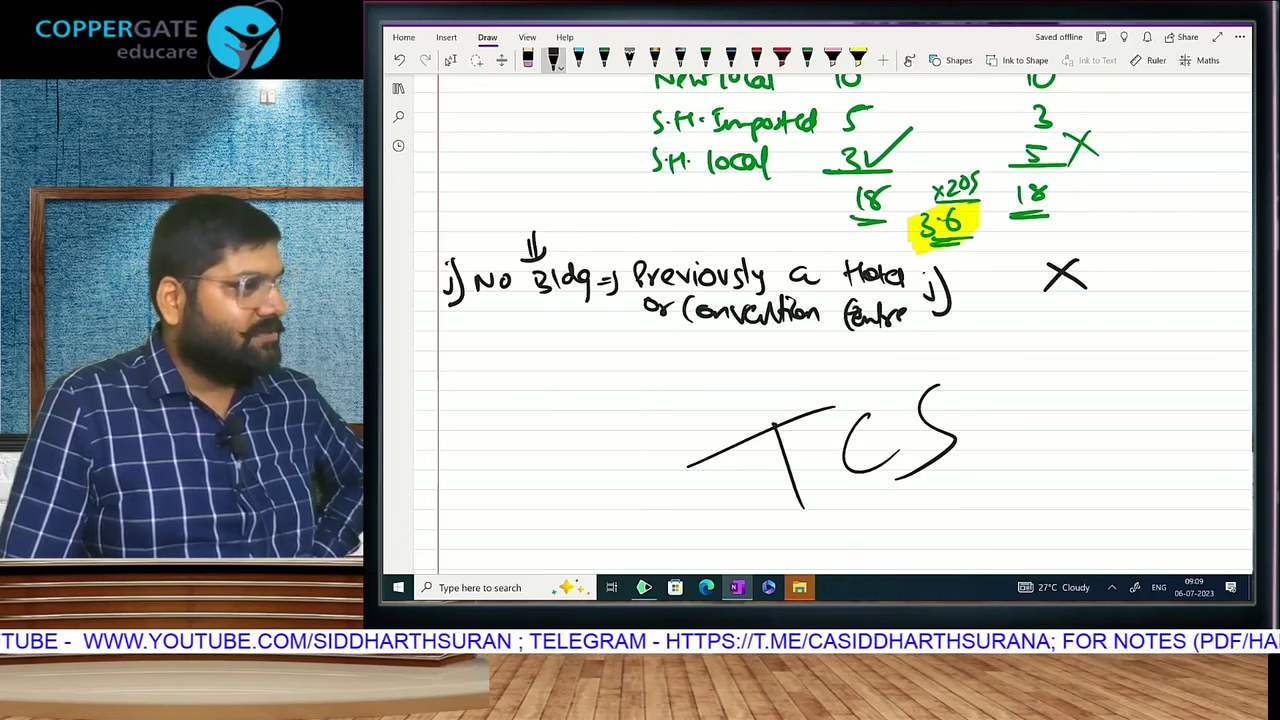 COPPERGATE
educare
Home Insert Draw View Help
Saved offline
Share
Shapes
Ink to Shape
Ink to Text
Ruler
Maths
New local 10 10
S.H. Imported 5 3
S.H. local 3 5
18 ×20% 18
3.6
j) No Bldg => Previously a Hotel j)
or Convention Centre
TCS
Type here to search
27°C Cloudy
ENG
09:09
06-07-2023
TUBE - WWW.YOUTUBE.COM/SIDDHARTHSURAN ; TELEGRAM - HTTPS://T.ME/CASIDDHARTHSURANA; FOR NOTES (PDF/HA